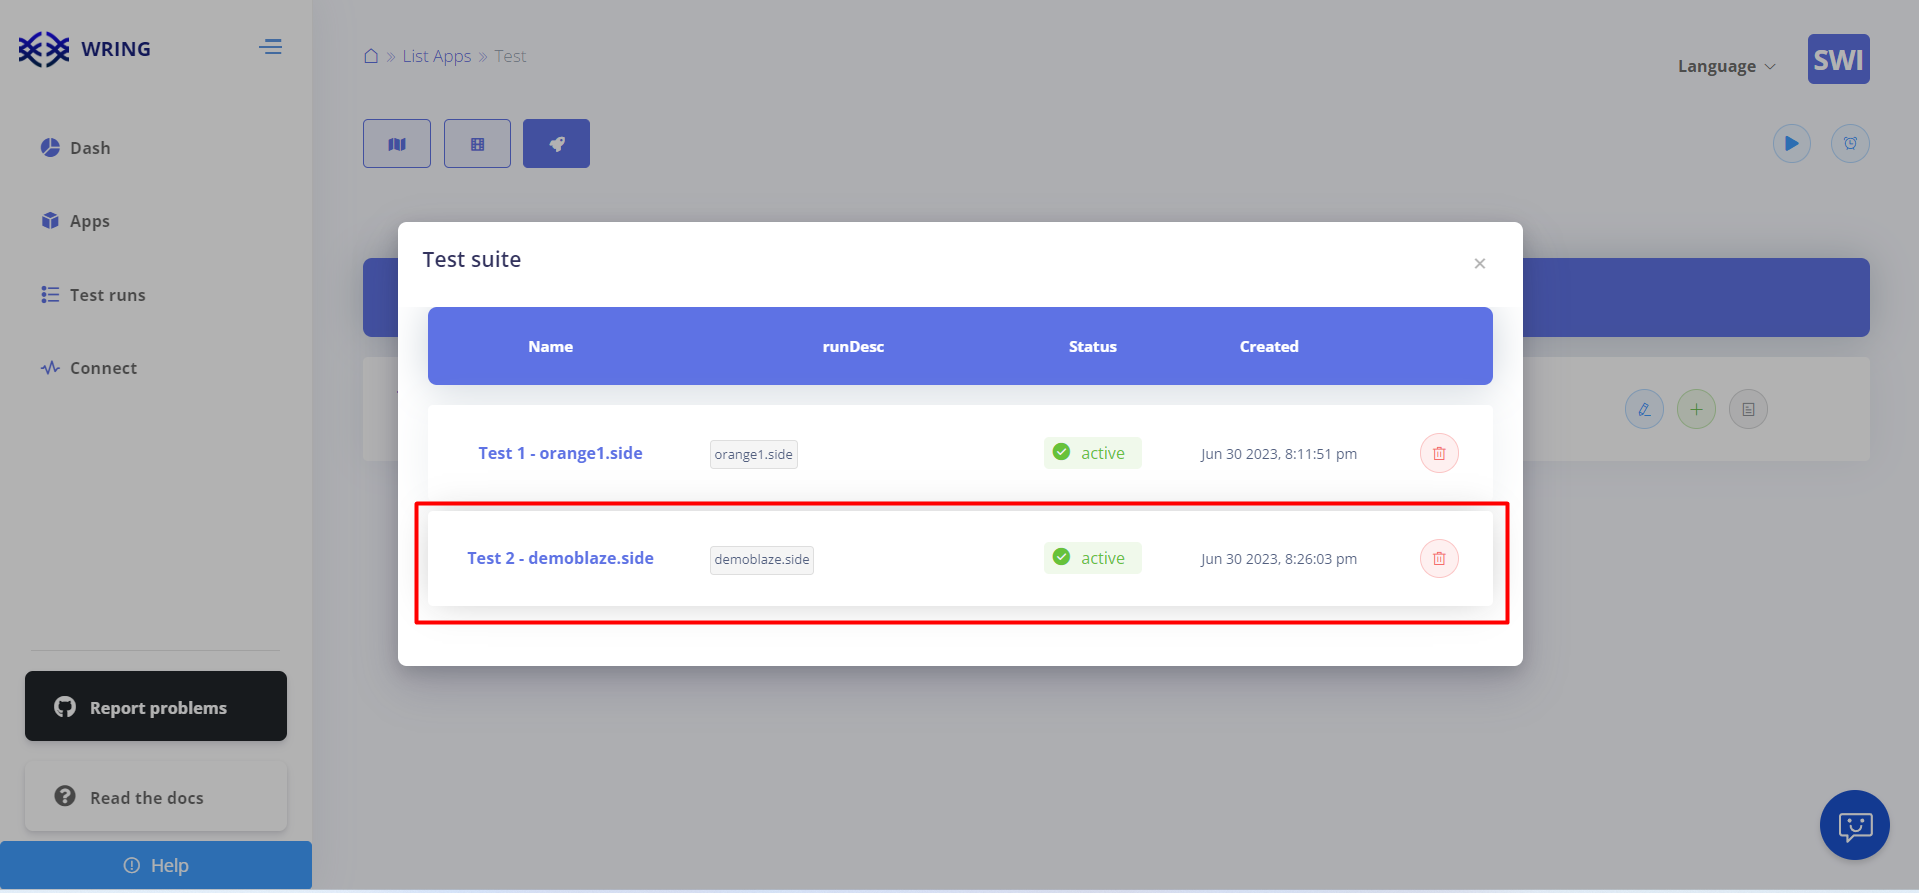 WRING
List Apps » Test
Language
SWI
Dash
Apps
Test runs
Connect
Test suite
×
Name runDesc Status Created
Test 1 - orange1.side orange1.side active Jun 30 2023, 8:11:51 pm
Test 2 - demoblaze.side demoblaze.side active Jun 30 2023, 8:26:03 pm
Report problems
Read the docs
Help